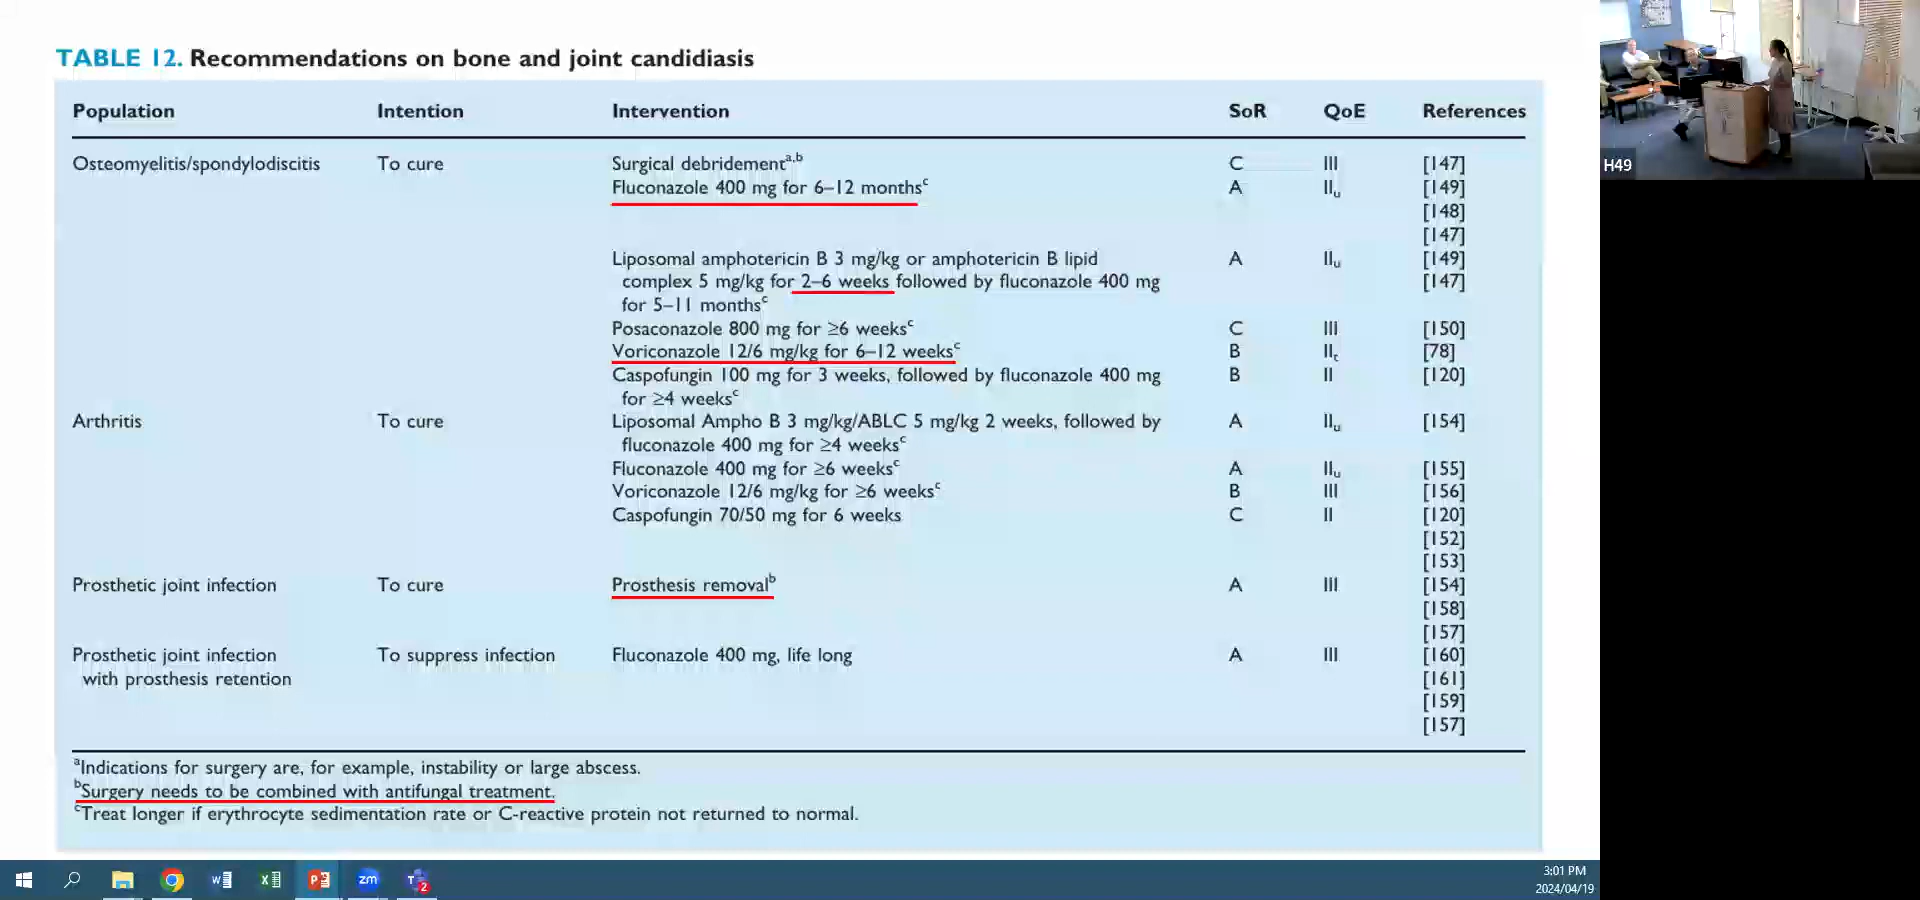 TABLE 12. Recommendations on bone and joint candidiasis
Population Intention Intervention SoR QoE References
Osteomyelitis/spondylodiscitis To cure Surgical debridement^a,b C III [147]
Fluconazole 400 mg for 6–12 months^c A II_u [149]
[148]
[147]
Liposomal amphotericin B 3 mg/kg or amphotericin B lipid A II_u [149]
complex 5 mg/kg for 2–6 weeks followed by fluconazole 400 mg [147]
for 5–11 months^c
Posaconazole 800 mg for ≥6 weeks^c C III [150]
Voriconazole 12/6 mg/kg for 6–12 weeks^c B II_t [78]
Caspofungin 100 mg for 3 weeks, followed by fluconazole 400 mg B II [120]
for ≥4 weeks^c
Arthritis To cure Liposomal Ampho B 3 mg/kg/ABLC 5 mg/kg 2 weeks, followed by A II_u [154]
fluconazole 400 mg for ≥4 weeks^c
Fluconazole 400 mg for ≥6 weeks^c A II_u [155]
Voriconazole 12/6 mg/kg for ≥6 weeks^c B III [156]
Caspofungin 70/50 mg for 6 weeks C II [120]
[152]
[153]
Prosthetic joint infection To cure Prosthesis removal^b A III [154]
[158]
[157]
Prosthetic joint infection To suppress infection Fluconazole 400 mg, life long A III [160]
with prosthesis retention [161]
[159]
[157]
^aIndications for surgery are, for example, instability or large abscess.
^bSurgery needs to be combined with antifungal treatment.
^cTreat longer if erythrocyte sedimentation rate or C-reactive protein not returned to normal.
H49
zm
2
3:01 PM
2024/04/19